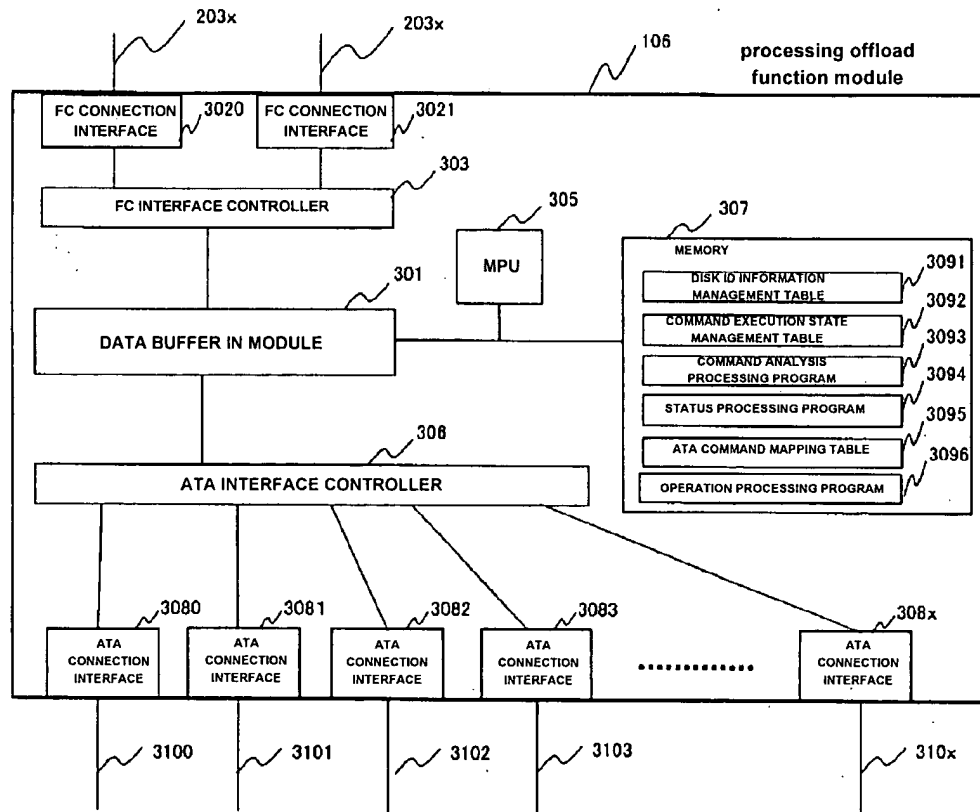 203x
203x
106
processing offload
function module
FC CONNECTION
INTERFACE
3020
FC CONNECTION
INTERFACE
3021
303
FC INTERFACE CONTROLLER
305
MPU
307
MEMORY
3091
DISK ID INFORMATION
MANAGEMENT TABLE
3092
COMMAND EXECUTION STATE
MANAGEMENT TABLE
3093
COMMAND ANALYSIS
PROCESSING PROGRAM
3094
STATUS PROCESSING PROGRAM
3095
ATA COMMAND MAPPING TABLE
3096
OPERATION PROCESSING PROGRAM
301
DATA BUFFER IN MODULE
306
ATA INTERFACE CONTROLLER
3080
ATA
CONNECTION
INTERFACE
3081
ATA
CONNECTION
INTERFACE
3082
ATA
CONNECTION
INTERFACE
3083
ATA
CONNECTION
INTERFACE
308x
ATA
CONNECTION
INTERFACE
3100
3101
3102
3103
310x